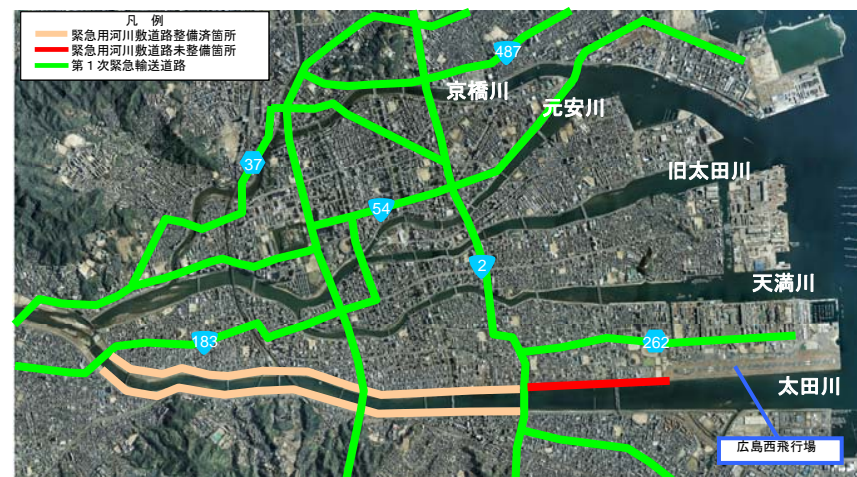 凡 例
緊急用河川敷道路整備済箇所
緊急用河川敷道路未整備箇所
第1次緊急輸送道路
487
京橋川
元安川
37
旧太田川
54
2
天満川
183
262
太田川
広島西飛行場